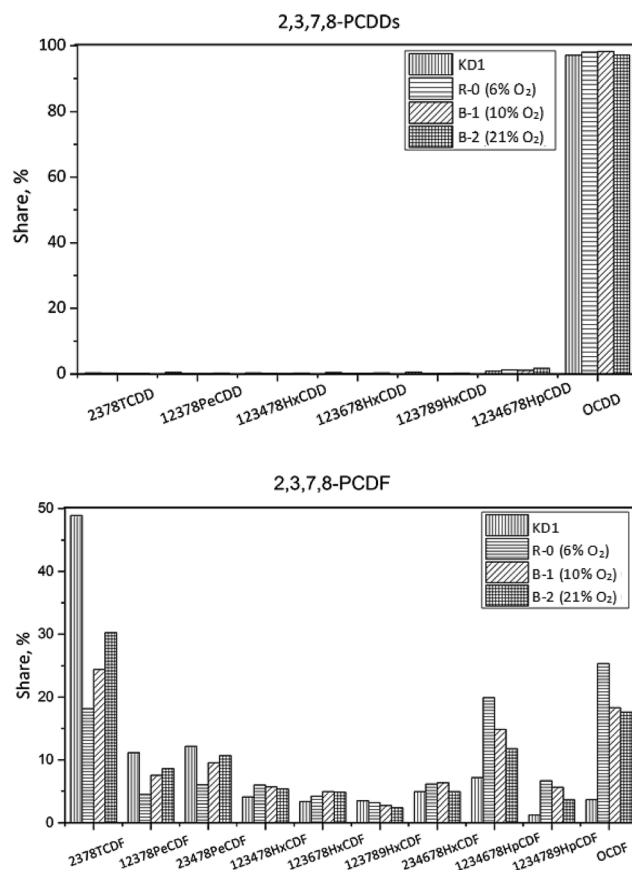 2,3,7,8-PCDDs
100
80
60
40
20
0
Share, %
KD1
R-0 (6% O₂)
B-1 (10% O₂)
B-2 (21% O₂)
2378TCDD
12378PeCDD
123478HxCDD
123678HxCDD
123789HxCDD
1234678HpCDD
OCDD
2,3,7,8-PCDF
50
40
30
20
10
0
Share, %
KD1
R-0 (6% O₂)
B-1 (10% O₂)
B-2 (21% O₂)
2378TCDF
12378PeCDF
23478PeCDF
123478HxCDF
123678HxCDF
123789HxCDF
234678HxCDF
1234678HpCDF
1234789HpCDF
OCDF